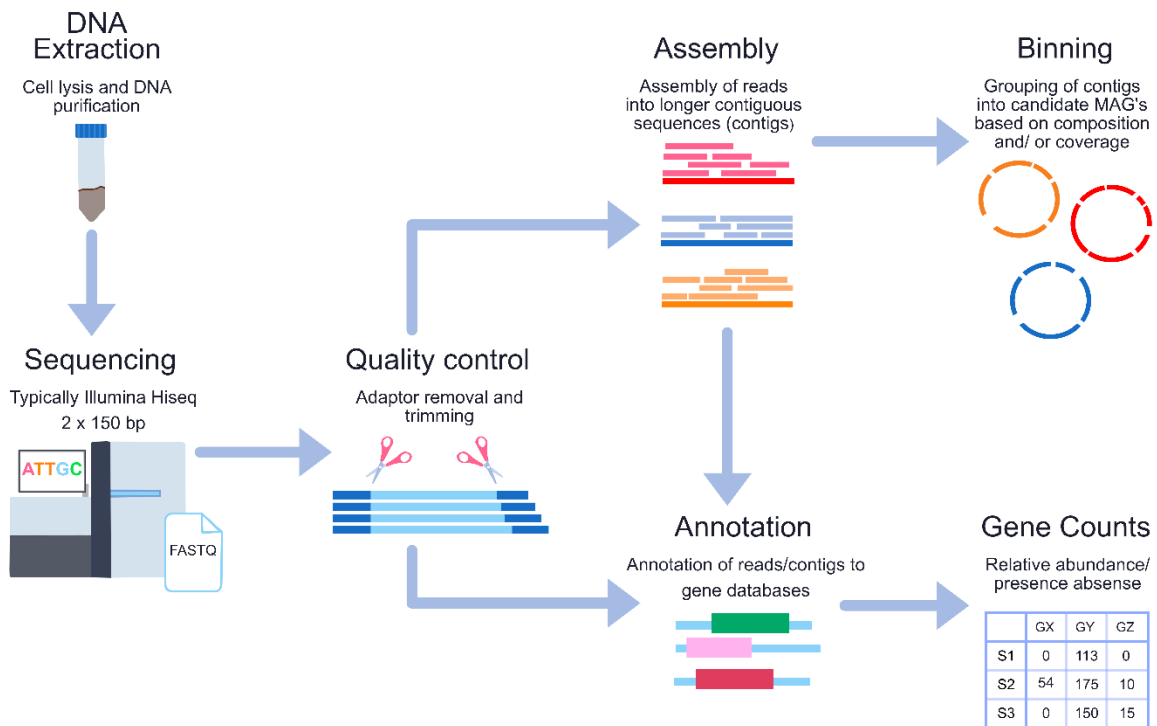 DNA
Extraction
Cell lysis and DNA
purification
Sequencing
Typically Illumina Hiseq
2 x 150 bp
ATTGC
FASTQ
Quality control
Adaptor removal and
trimming
Assembly
Assembly of reads
into longer contiguous
sequences (contigs)
Binning
Grouping of contigs
into candidate MAG's
based on composition
and/ or coverage
Annotation
Annotation of reads/contigs to
gene databases
Gene Counts
Relative abundance/
presence absense
GX GY GZ
S1 0 113 0
S2 54 175 10
S3 0 150 15